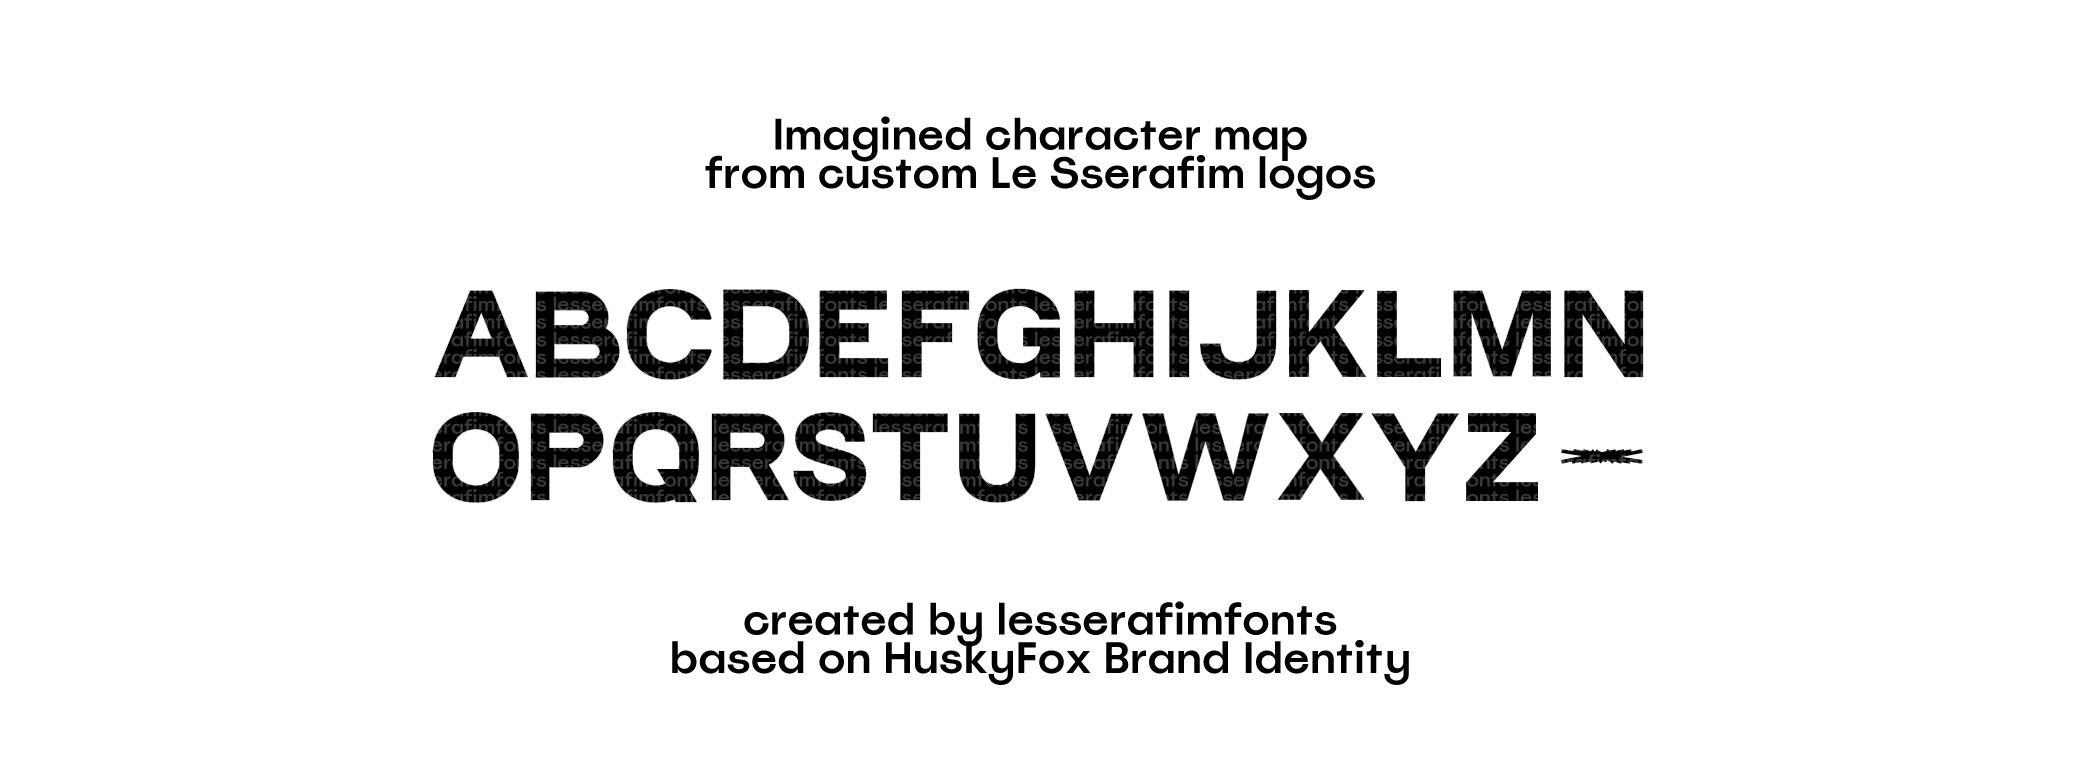 Imagined character map
from custom Le Sserafim logos
ABCDEFGHIJKLMN
OPQRSTUVWXYZ
created by lesserafimfonts
based on HuskyFox Brand Identity